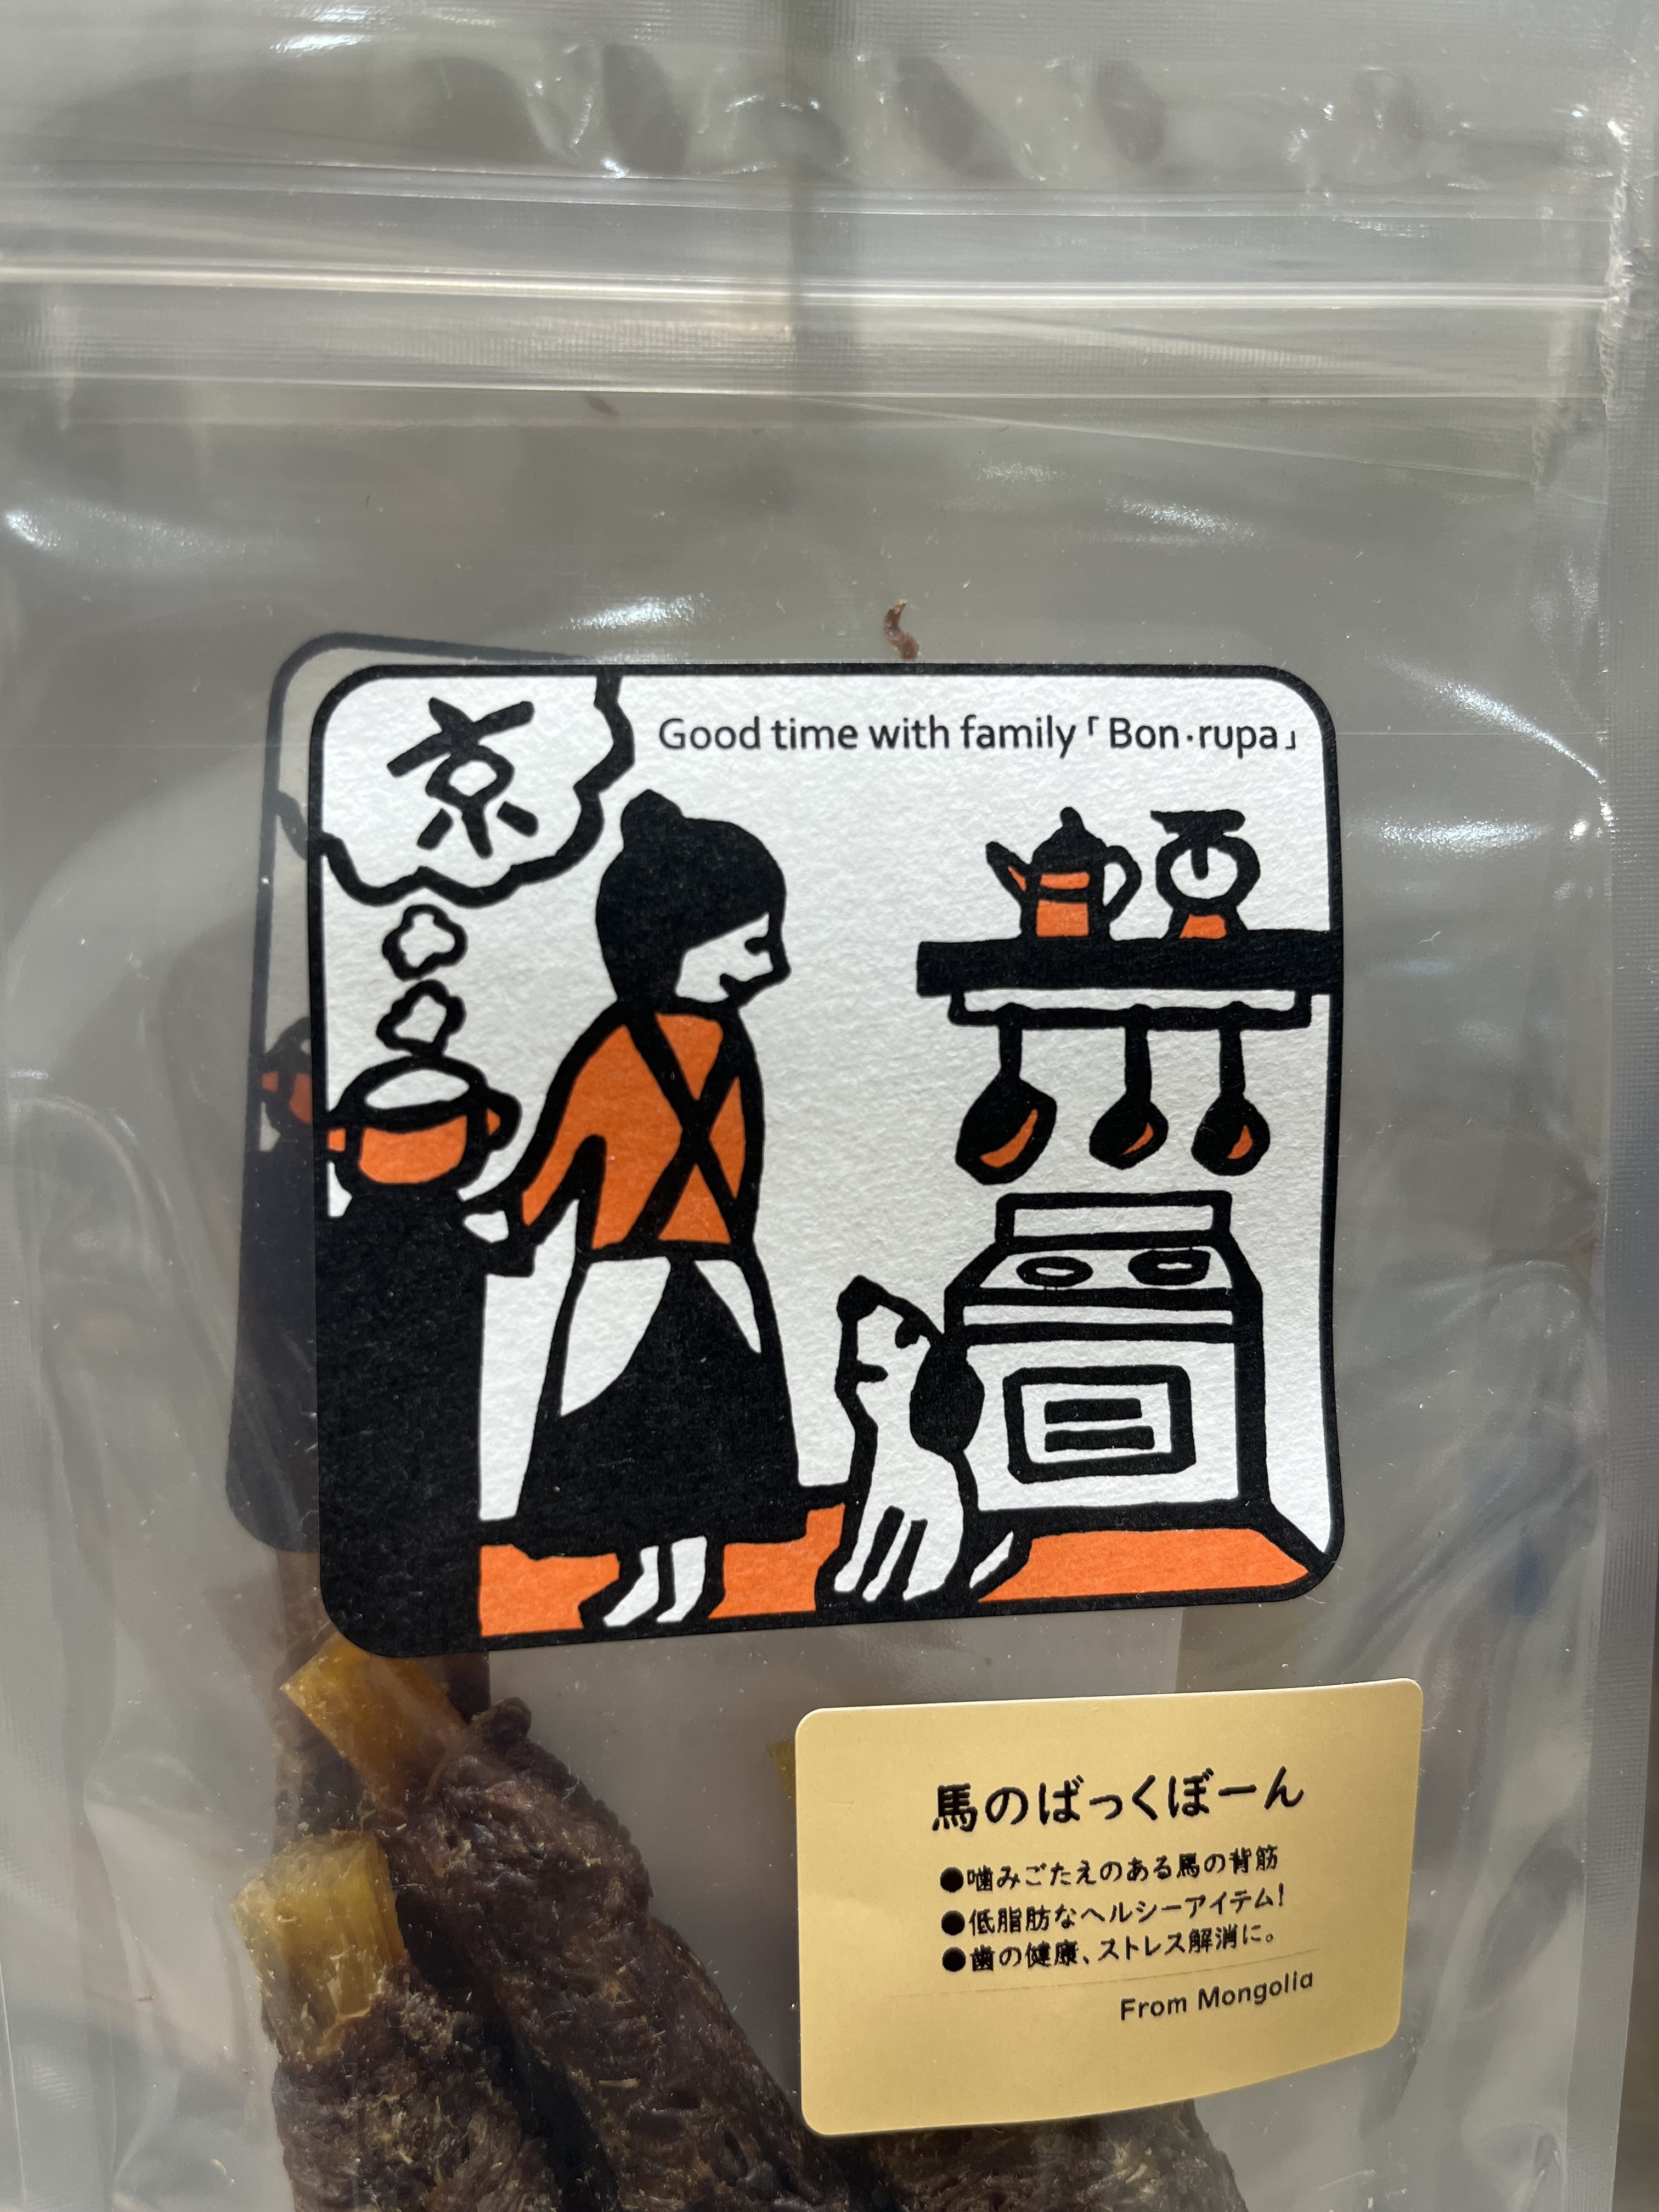 京
Good time with family「Bon・rupa」
馬のばっくぼーん
●噛みごたえのある馬の背筋
●低脂肪なヘルシーアイテム!
●歯の健康、ストレス解消に。
From Mongolia